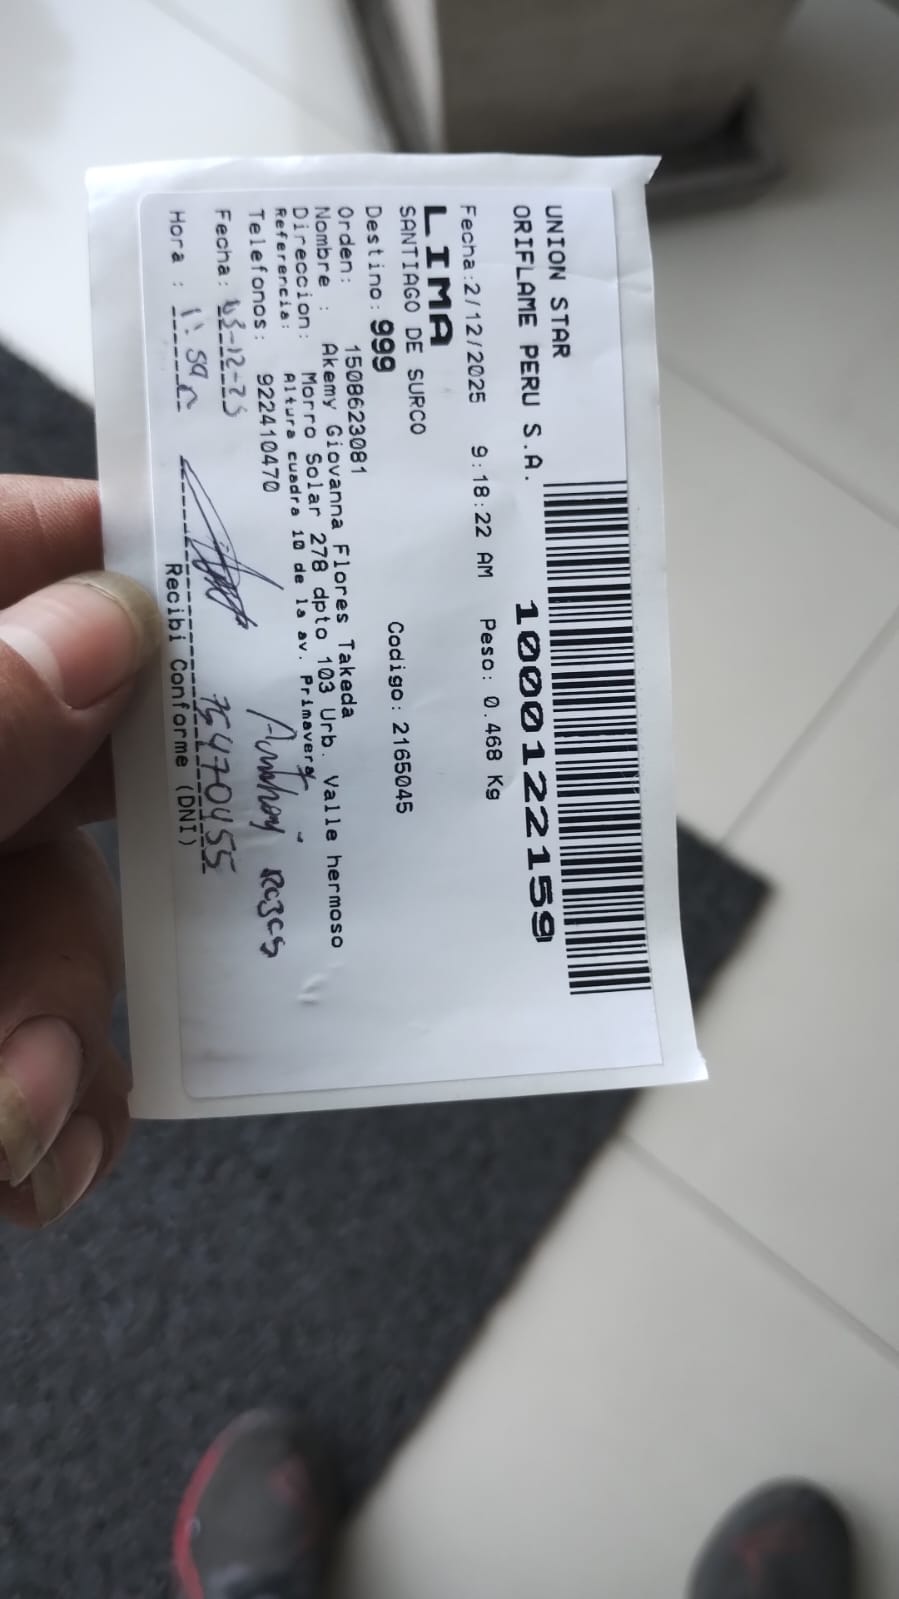 UNION STAR
ORIFLAME PERU S.A.
1000122159
Fecha:2/12/2025 9:18:22 AM Peso: 0.468 Kg
LIMA
SANTIAGO DE SURCO
Destino: 999 Codigo: 2165045
Orden: 1508623081
Nombre : Akemy Giovanna Flores Takeda
Direccion: Morro Solar 278 dpto 103 Urb. Valle hermoso
Referencia: Altura cuadra 10 de la av. Primavera
Telefonos: 922410470
Fecha: 03-12-25
Hora : 75470455
Recibi Conforme (DNI)